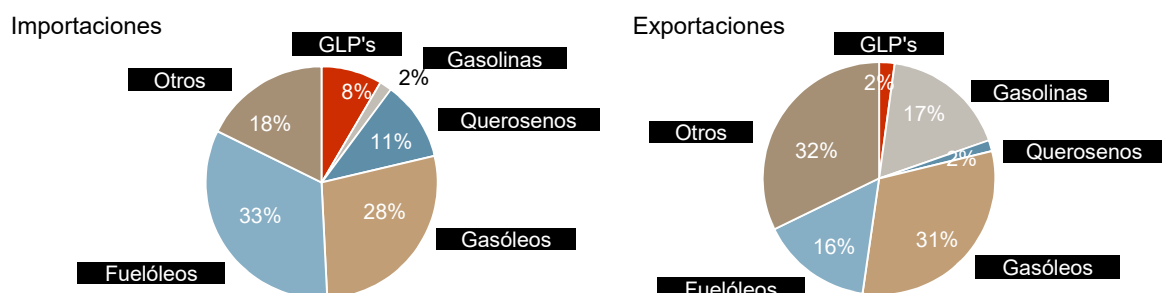 Importaciones
GLP's
Gasolinas
2%
8%
Otros
18%
Querosenos
11%
28%
33%
Gasóleos
Fuelóleos
Exportaciones
GLP's
2%
Gasolinas
17%
Otros
32%
Querosenos
2%
31%
16%
Gasóleos
Fuelóleos